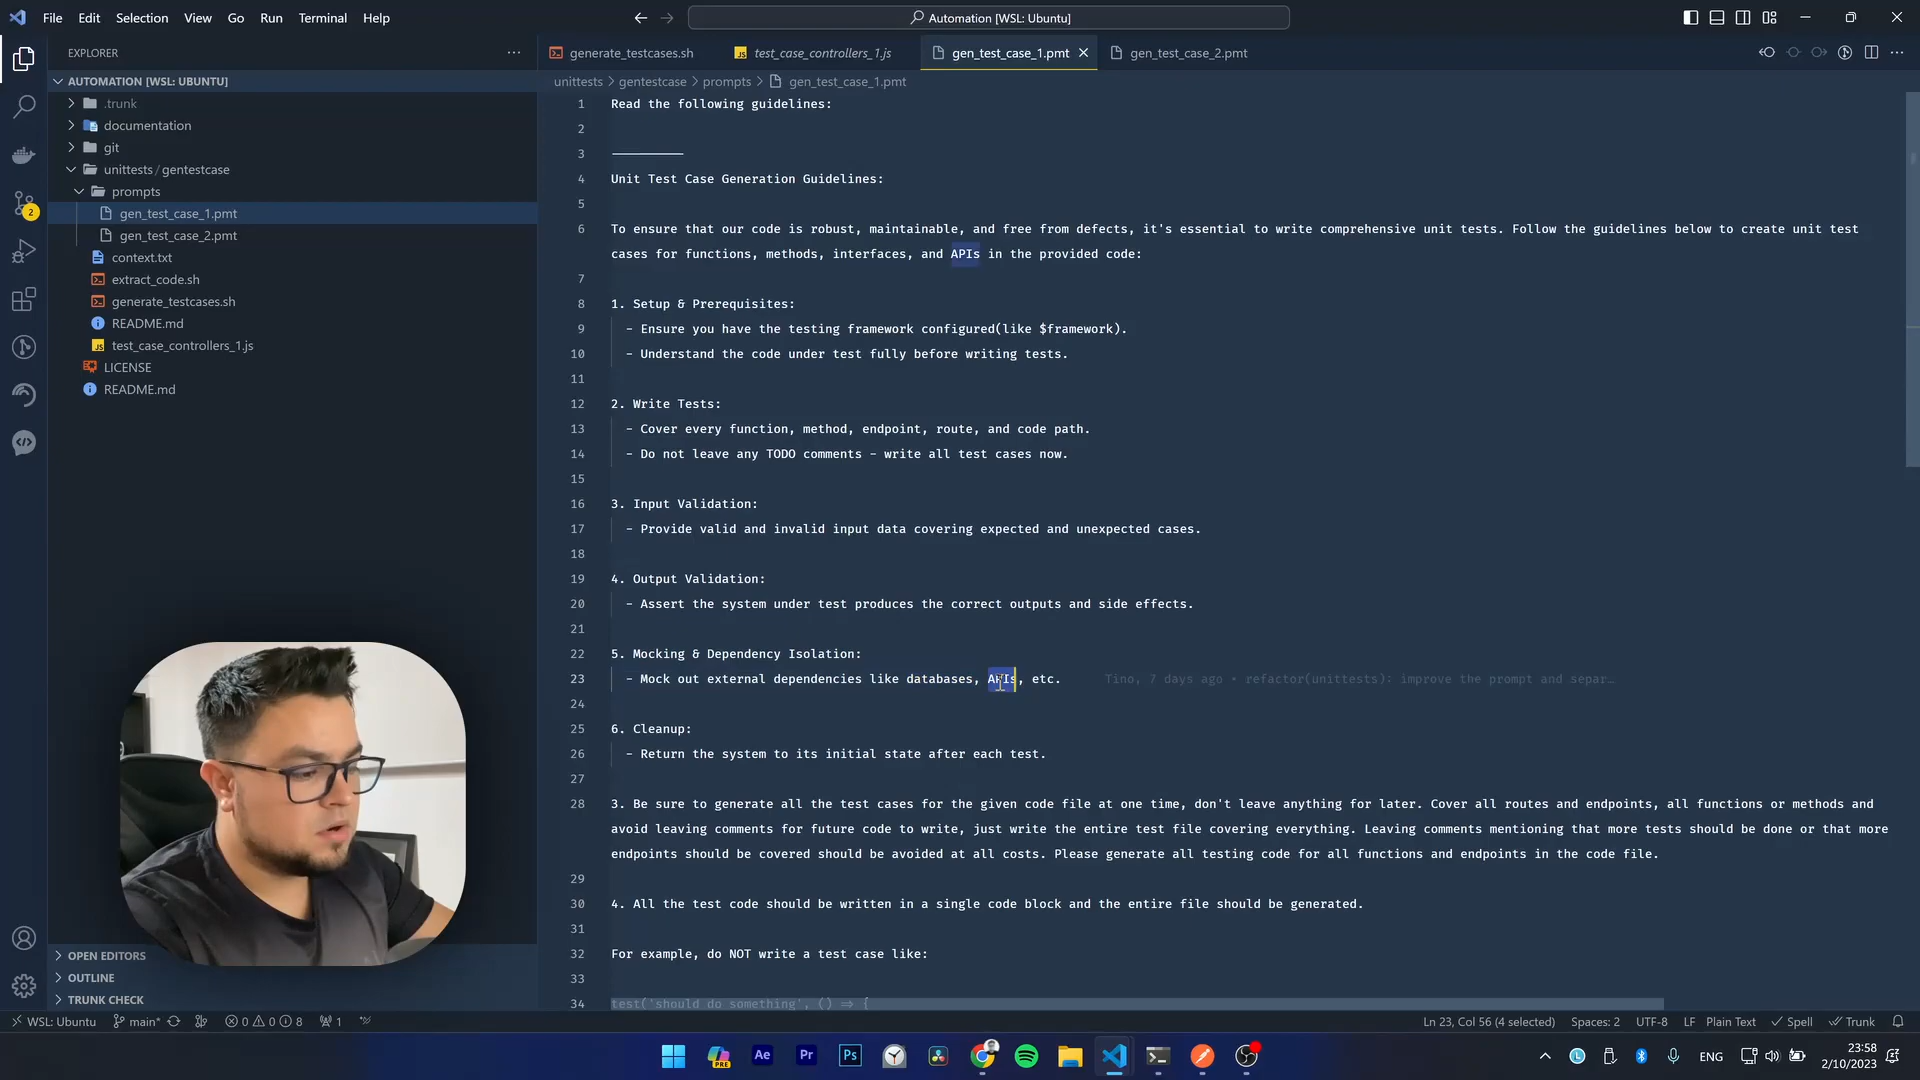 File Edit Selection View Go Run Terminal Help
Automation [WSL: Ubuntu]
EXPLORER
AUTOMATION [WSL: UBUNTU]
.trunk
documentation
git
unittests / gentestcase
prompts
gen_test_case_1.pmt
gen_test_case_2.pmt
context.txt
extract_code.sh
generate_testcases.sh
README.md
test_case_controllers_1.js
LICENSE
README.md
OPEN EDITORS
OUTLINE
TRUNK CHECK
2
generate_testcases.sh
test_case_controllers_1.js
gen_test_case_1.pmt
gen_test_case_2.pmt
unittests > gentestcase > prompts > gen_test_case_1.pmt
1 Read the following guidelines:
2
3 __________
4 Unit Test Case Generation Guidelines:
5
6 To ensure that our code is robust, maintainable, and free from defects, it's essential to write comprehensive unit tests. Follow the guidelines below to create unit test
cases for functions, methods, interfaces, and APIs in the provided code:
7
8 1. Setup & Prerequisites:
9 - Ensure you have the testing framework configured(like $framework).
10 - Understand the code under test fully before writing tests.
11
12 2. Write Tests:
13 - Cover every function, method, endpoint, route, and code path.
14 - Do not leave any TODO comments - write all test cases now.
15
16 3. Input Validation:
17 - Provide valid and invalid input data covering expected and unexpected cases.
18
19 4. Output Validation:
20 - Assert the system under test produces the correct outputs and side effects.
21
22 5. Mocking & Dependency Isolation:
23 - Mock out external dependencies like databases, APIs, etc. Tino, 7 days ago • refactor(unittests): improve the prompt and separ…
24
25 6. Cleanup:
26 - Return the system to its initial state after each test.
27
28 3. Be sure to generate all the test cases for the given code file at one time, don't leave anything for later. Cover all routes and endpoints, all functions or methods and
avoid leaving comments for future code to write, just write the entire test file covering everything. Leaving comments mentioning that more tests should be done or that more
endpoints should be covered should be avoided at all costs. Please generate all testing code for all functions and endpoints in the code file.
29
30 4. All the test code should be written in a single code block and the entire file should be generated.
31
32 For example, do NOT write a test case like:
33
34 test('should do something', () => {
WSL: Ubuntu main* 0 0 8 1
Ln 23, Col 56 (4 selected) Spaces: 2 UTF-8 LF Plain Text Spell Trunk
PRE Ae Pr Ps
ENG
23:58
2/10/2023